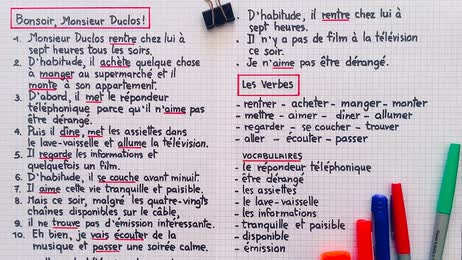 Bonsoir, Monsieur Duclos!
1. Monsieur Duclos rentre chez lui à
sept heures tous les soirs.
2. D'habitude, il achète quelque chose
à manger au supermarché et il
monte à son appartement.
3. D'abord, il met le répondeur
téléphonique parce qu'il n'aime pas
être dérangé.
4. Puis il dîne, met les assiettes dans
le lave-vaisselle et allume la télévision.
5. Il regarde les informations et
quelquefois un film.
6. D'habitude, il se couche avant minuit.
7. Il aime cette vie tranquille et paisible.
8. Mais ce soir, malgré les quatre-vingts
chaînes disponibles sur le câble,
9. il ne trouve pas d'émission intéressante.
10. Eh bien, je vais écouter de la
musique et passer une soirée calme.
• D'habitude, il rentre chez lui à
sept heures.
• Il n'y a pas de film à la télévision
ce soir.
• Je n'aime pas être dérangé.
Les Verbes
- rentrer - acheter - manger - monter
- mettre - aimer - dîner - allumer
- regarder - se coucher - trouver
- aller - écouter - passer
VOCABULAIRES
- le répondeur téléphonique
- être dérangé
- les assiettes
- le lave-vaisselle
- les informations
- tranquille et paisible
- disponible
- émission